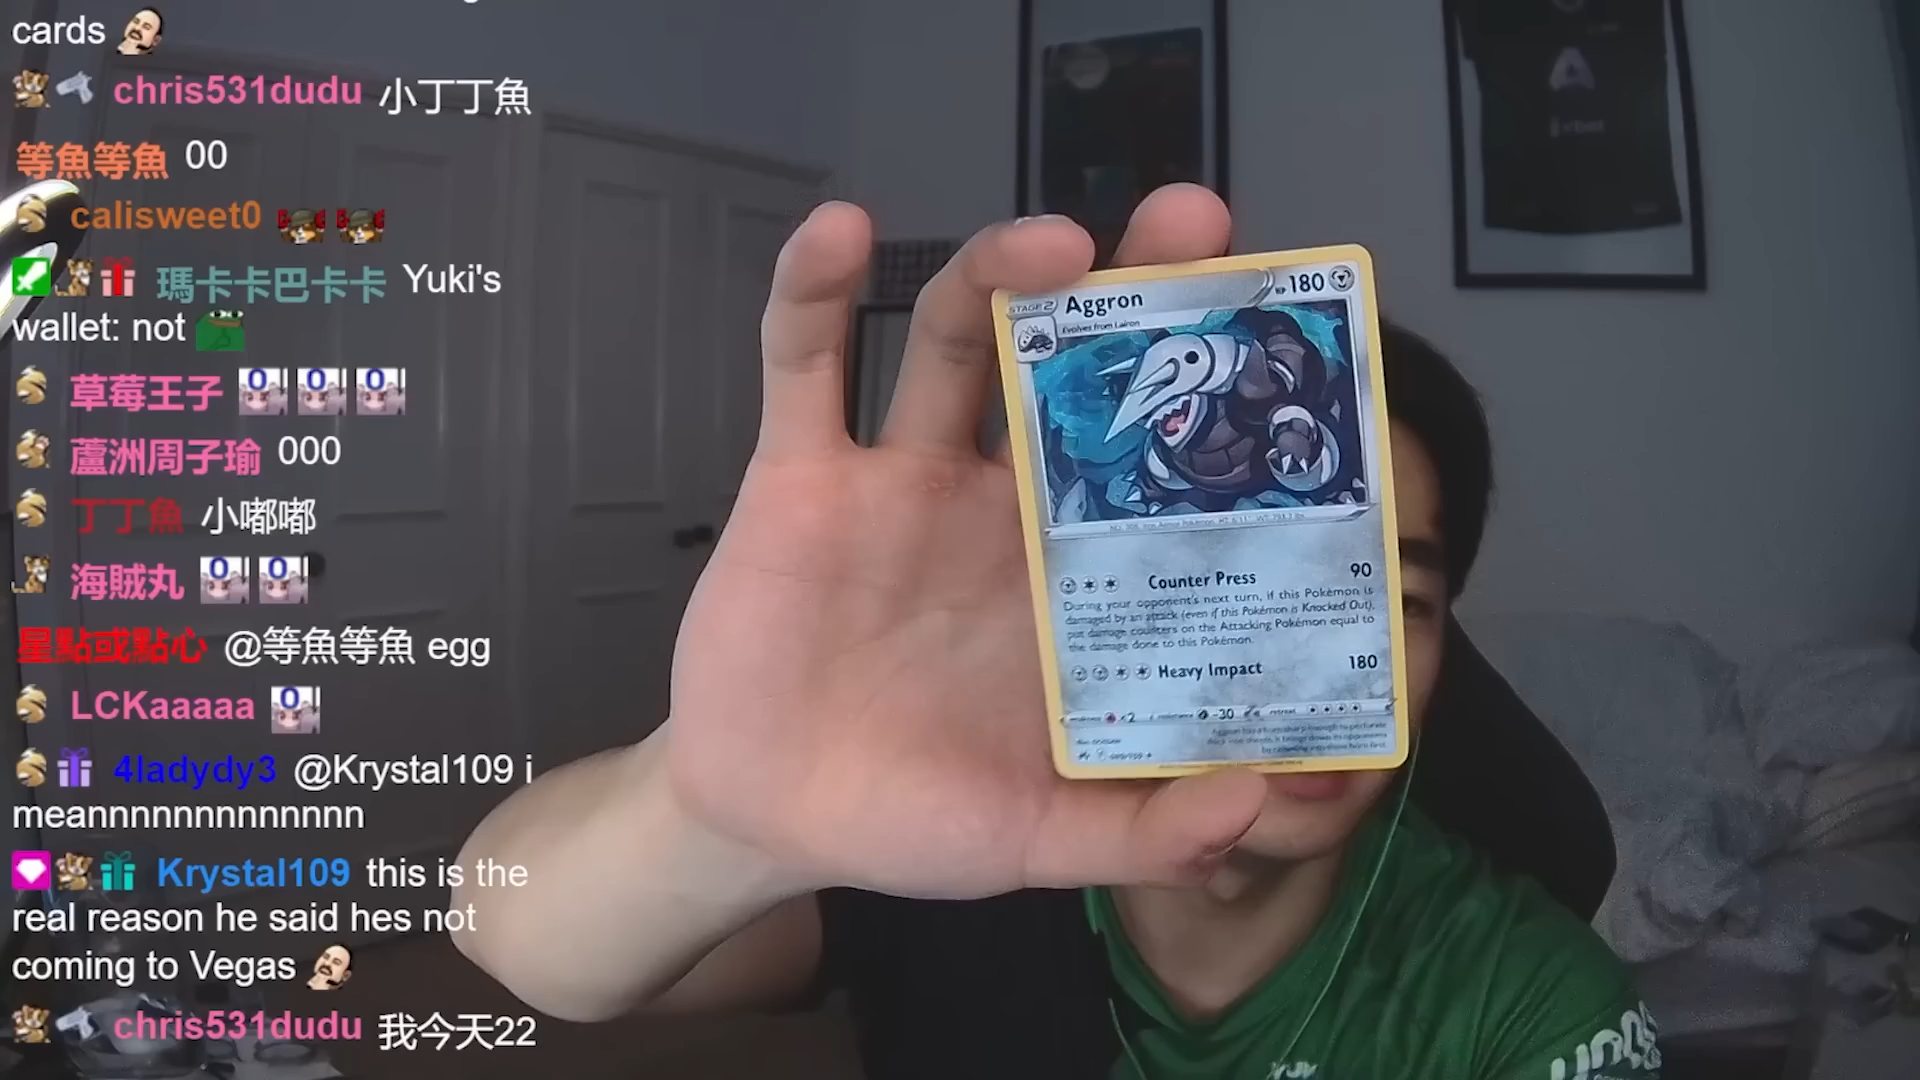 cards
chris531dudu 小丁丁魚
等魚等魚 00
calisweet0
瑪卡卡巴卡卡 Yuki's
wallet: not
草莓王子
蘆洲周子瑜 000
丁丁魚 小嘟嘟
海賊丸
星點或點心 @等魚等魚 egg
LCKaaaaa
4ladydy3 @Krystal109 i
meannnnnnnnnnnnn
Krystal109 this is the
real reason he said hes not
coming to Vegas
chris531dudu 我今天22
STAGE 2 Aggron HP 180
Evolves from Lairon
Counter Press 90
During your opponent's next turn, if this Pokémon is
damaged by an attack (even if this Pokémon is Knocked Out),
put damage counters on the Attacking Pokémon equal to
the damage done to this Pokémon.
Heavy Impact 180
weakness ×2 resistance -30 retreat